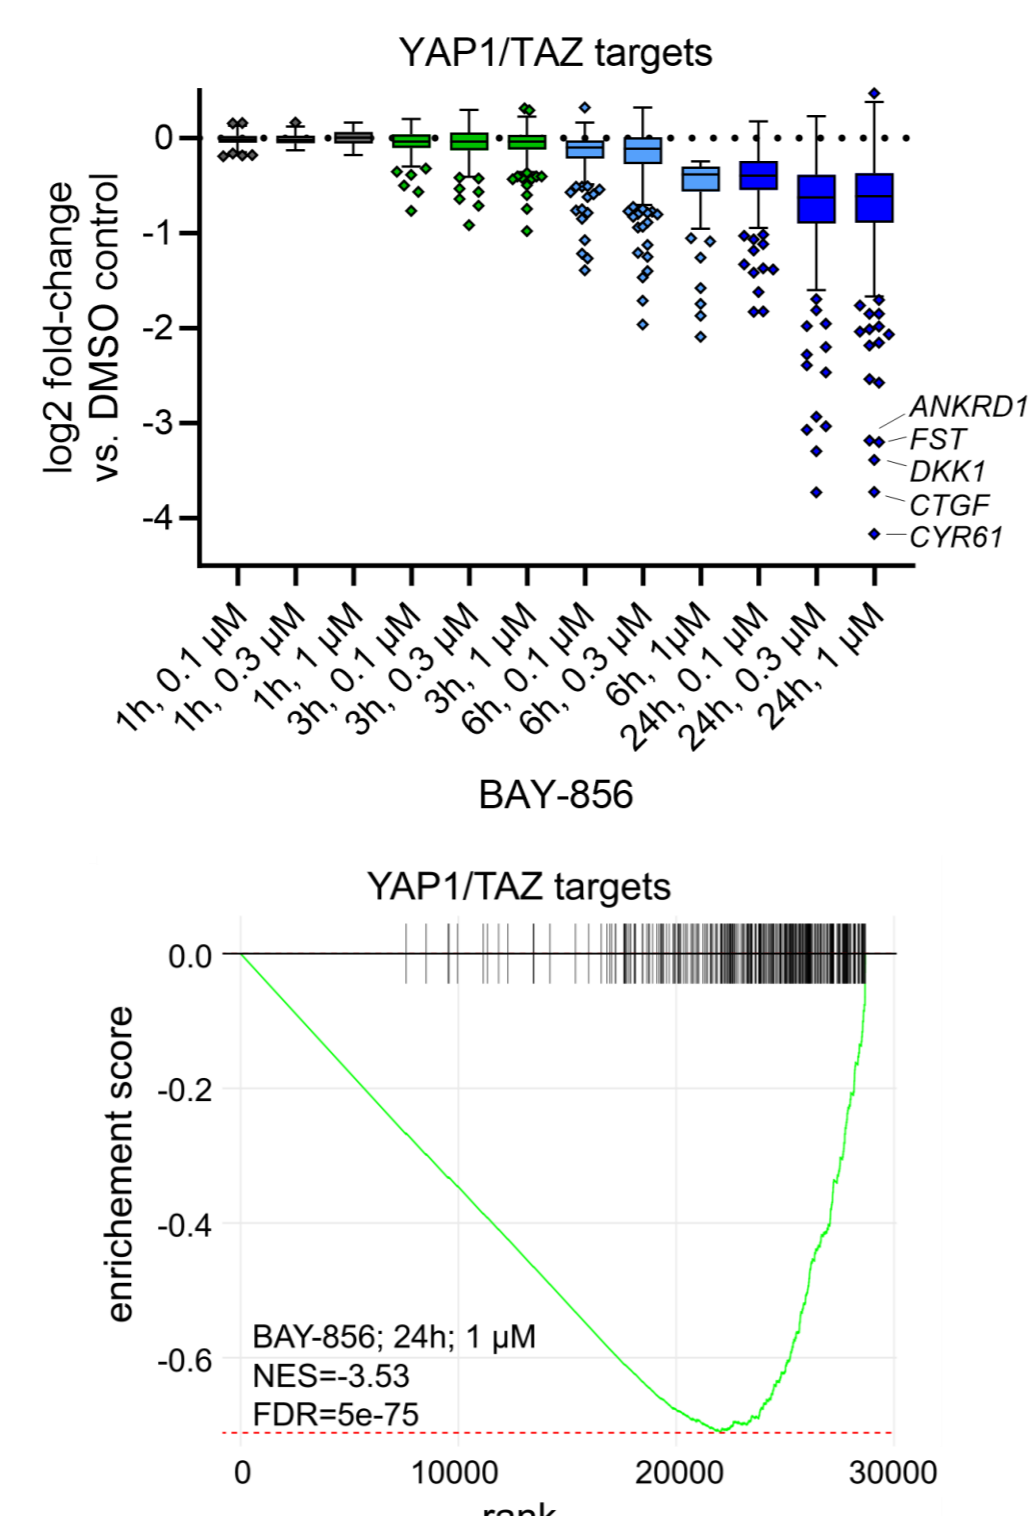 YAP1/TAZ targets
log2 fold-change
vs. DMSO control
0
-1
-2
-3
-4
ANKRD1
FST
DKK1
CTGF
CYR61
1h, 0.1 µM
1h, 0.3 µM
1h, 1 µM
3h, 0.1 µM
3h, 0.3 µM
3h, 1 µM
6h, 0.1 µM
6h, 0.3 µM
6h, 1µM
24h, 0.1 µM
24h, 0.3 µM
24h, 1 µM
BAY-856
YAP1/TAZ targets
enrichement score
0.0
-0.2
-0.4
-0.6
BAY-856; 24h; 1 µM
NES=-3.53
FDR=5e-75
0
10000
20000
30000
rank